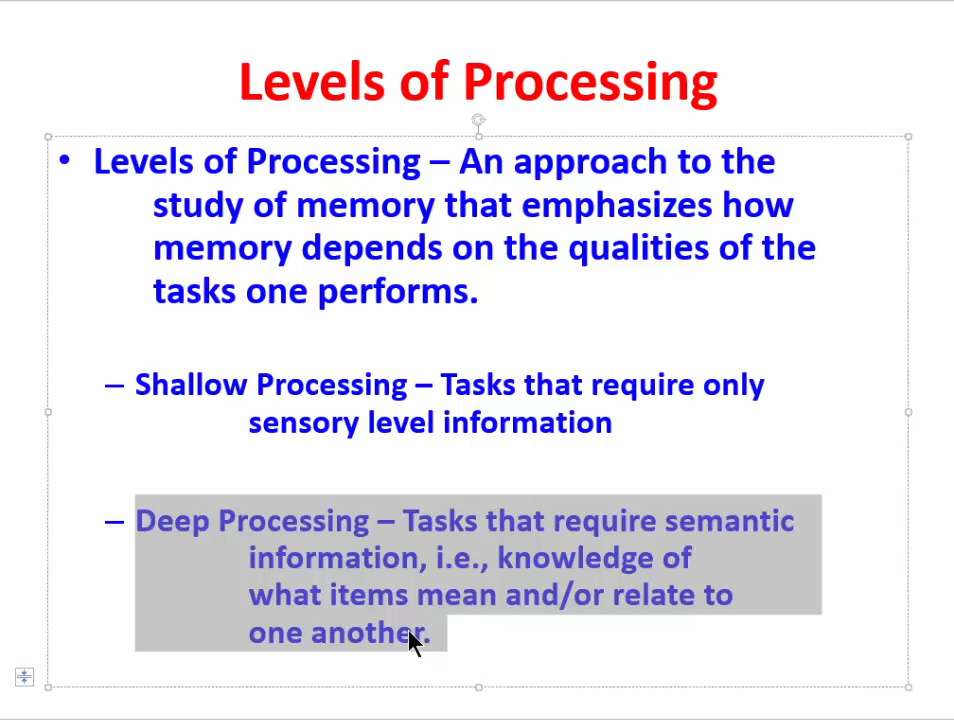 Levels of Processing
• Levels of Processing – An approach to the
study of memory that emphasizes how
memory depends on the qualities of the
tasks one performs.
– Shallow Processing – Tasks that require only
sensory level information
– Deep Processing – Tasks that require semantic
information, i.e., knowledge of
what items mean and/or relate to
one another.